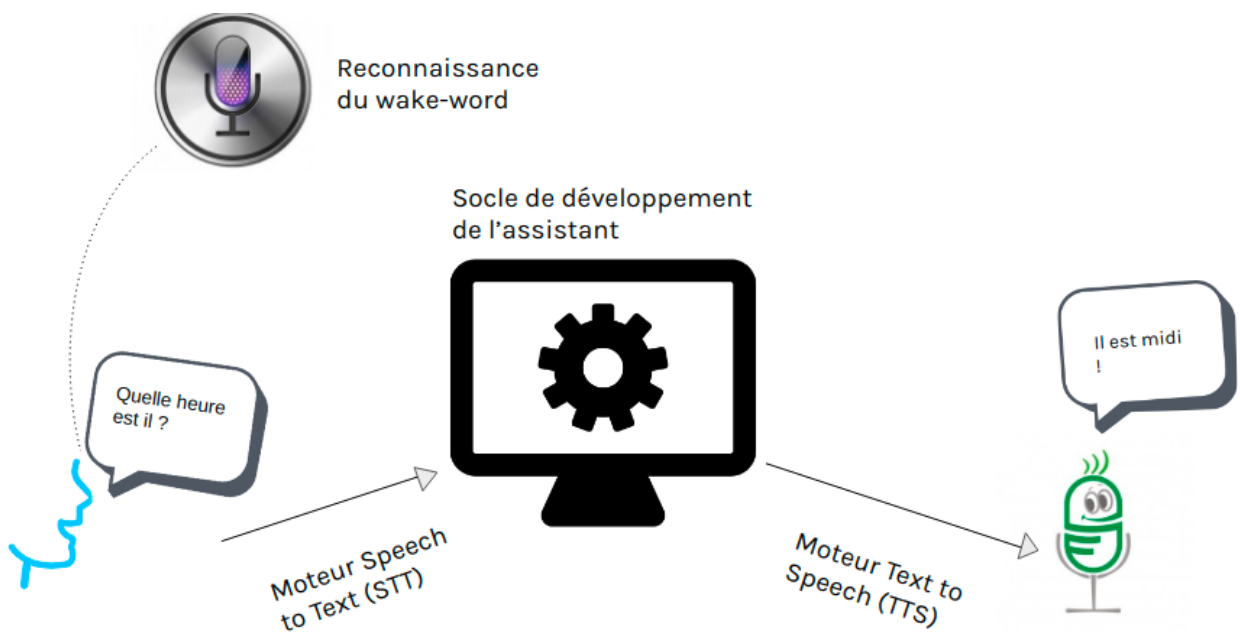 Reconnaissance
du wake-word
Socle de développement
de l'assistant
Quelle heure
est il ?
Il est midi
!
Moteur Speech
to Text (STT)
Moteur Text to
Speech (TTS)